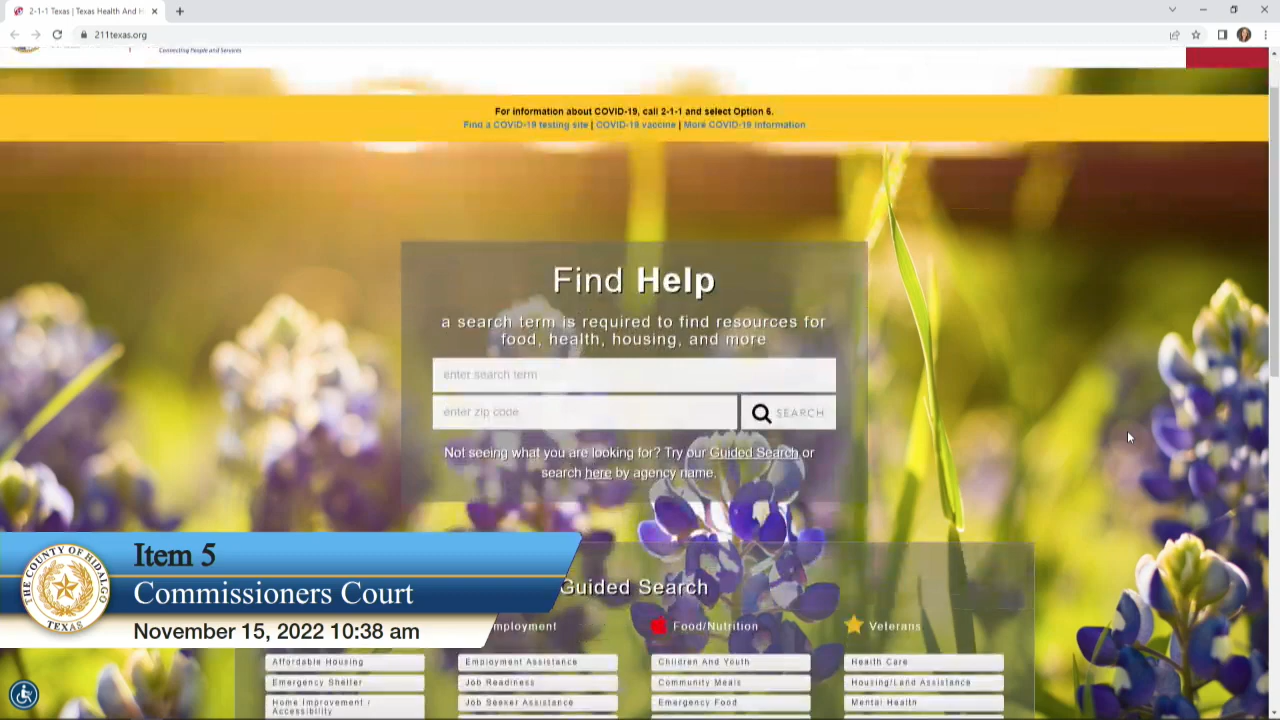 2-1-1 Texas | Texas Health And H
211texas.org
Connecting People and Services
For information about COVID-19, call 2-1-1 and select Option 6.
Find a COVID-19 testing site | COVID-19 vaccine | More COVID-19 information
Find Help
a search term is required to find resources for
food, health, housing, and more
enter search term
enter zip code
SEARCH
Not seeing what you are looking for? Try our Guided Search or
search here by agency name.
Guided Search
mployment
Food/Nutrition
Veterans
Affordable Housing
Employment Assistance
Children And Youth
Health Care
Emergency Shelter
Job Readiness
Community Meals
Housing/Land Assistance
Home Improvement /
Accessibility
Job Seeker Assistance
Emergency Food
Mental Health
THE COUNTY OF HIDALGO
TEXAS
Item 5
Commissioners Court
November 15, 2022 10:38 am